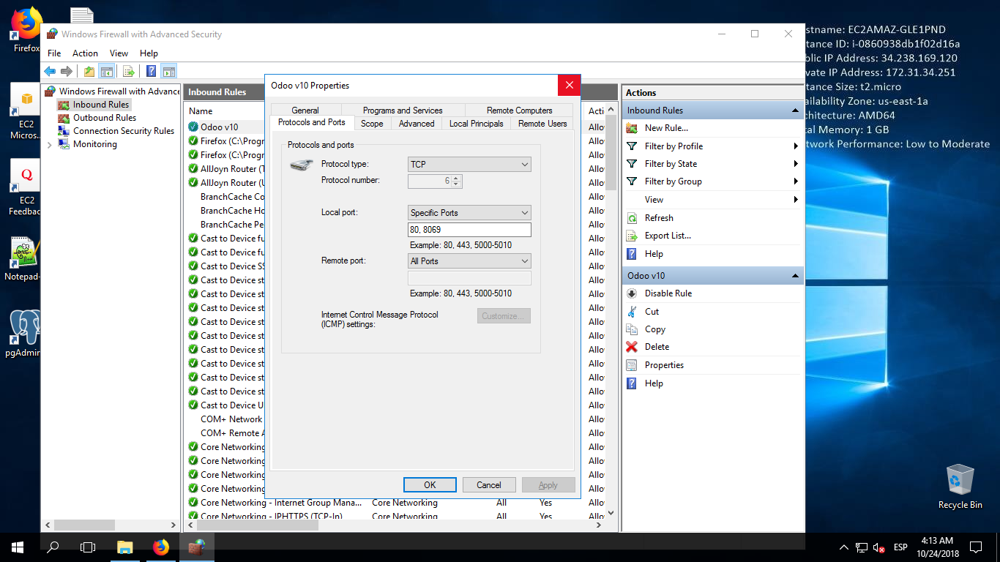 Firefox
EC2
Micros...
EC2
Feedbac
Notepad-
pgAdmin
Windows Firewall with Advanced Security
File Action View Help
Windows Firewall with Advance
Inbound Rules
Outbound Rules
Connection Security Rules
Monitoring
Inbound Rules
Name
Acti
Odoo v10
Allo
Firefox (C:\Progr
Allo
Firefox (C:\Progr
Allo
AllJoyn Router (T
Allo
AllJoyn Router (U
Allo
BranchCache Co
Allo
BranchCache Ho
Allo
BranchCache Pe
Allo
Cast to Device fu
Allo
Cast to Device fu
Allo
Cast to Device SS
Allo
Cast to Device st
Allo
Cast to Device st
Allo
Cast to Device st
Allo
Cast to Device st
Allo
Cast to Device st
Allo
Cast to Device st
Allo
Cast to Device st
Allo
Cast to Device st
Allo
Cast to Device st
Allo
Cast to Device U
Allo
COM+ Network
Allo
COM+ Remote A
Allo
Core Networking
Allo
Core Networking
Allo
Core Networking
Allo
Core Networking
Allo
Core Networking - Internet Group Mana... Core Networking All Yes Allo
Core Networking - IPHTTPS (TCP-In) Core Networking All Yes Allo
Odoo v10 Properties
General Programs and Services Remote Computers
Protocols and Ports Scope Advanced Local Principals Remote Users
Protocols and ports
Protocol type: TCP
Protocol number: 6
Local port: Specific Ports
80, 8069
Example: 80, 443, 5000-5010
Remote port: All Ports
Example: 80, 443, 5000-5010
Internet Control Message Protocol
(ICMP) settings:
Customize...
OK Cancel Apply
Actions
Inbound Rules
New Rule...
Filter by Profile
Filter by State
Filter by Group
View
Refresh
Export List...
Help
Odoo v10
Disable Rule
Cut
Copy
Delete
Properties
Help
stname: EC2AMAZ-GLE1PND
tance ID: i-0860938db1f02d16a
blic IP Address: 34.238.169.120
vate IP Address: 172.31.34.251
tance Size: t2.micro
ailability Zone: us-east-1a
chitecture: AMD64
tal Memory: 1 GB
twork Performance: Low to Moderate
Recycle Bin
ESP
4:13 AM
10/24/2018